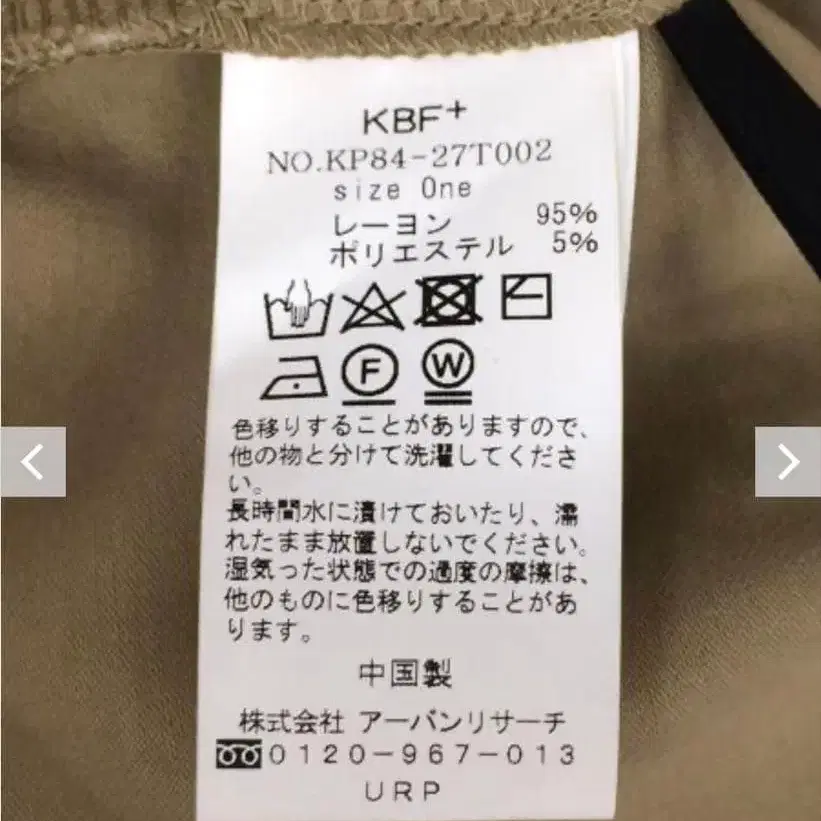 KBF+
NO.KP84-27T002
size One
レーヨン 95%
ポリエステル 5%
F W
色移りすることがありますので、
他の物と分けて洗濯してくださ
い。
長時間水に漬けておいたり、濡
れたまま放置しないでください。
湿気った状態での過度の摩擦は、
他のものに色移りすることがあ
ります。
中国製
株式会社 アーバンリサーチ
0120-967-013
URP